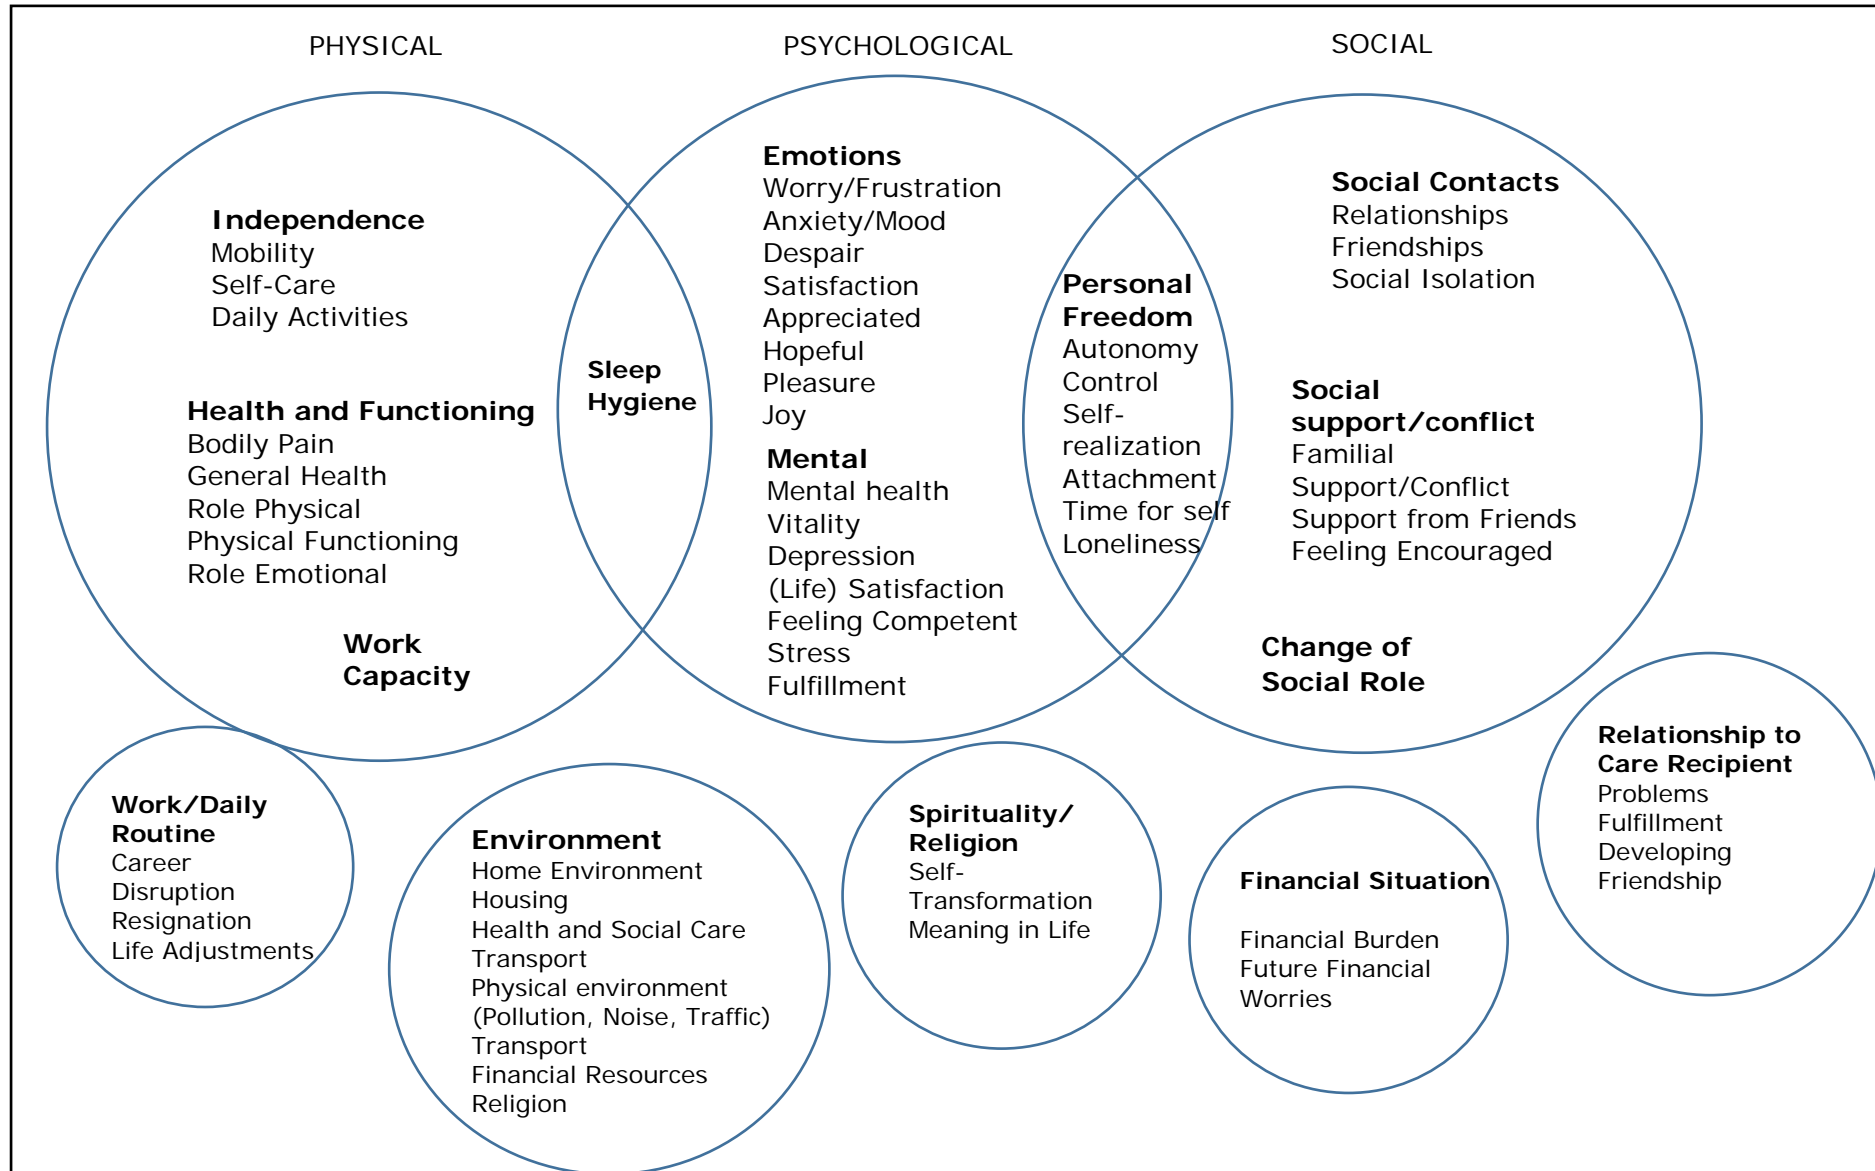 PHYSICAL
PSYCHOLOGICAL
SOCIAL
Independence
Mobility
Self-Care
Daily Activities
Health and Functioning
Bodily Pain
General Health
Role Physical
Physical Functioning
Role Emotional
Work
Capacity
Sleep
Hygiene
Emotions
Worry/Frustration
Anxiety/Mood
Despair
Satisfaction
Appreciated
Hopeful
Pleasure
Joy
Mental
Mental health
Vitality
Depression
(Life) Satisfaction
Feeling Competent
Stress
Fulfillment
Personal
Freedom
Autonomy
Control
Self-
realization
Attachment
Time for self
Loneliness
Social Contacts
Relationships
Friendships
Social Isolation
Social
support/conflict
Familial
Support/Conflict
Support from Friends
Feeling Encouraged
Change of
Social Role
Work/Daily
Routine
Career
Disruption
Resignation
Life Adjustments
Environment
Home Environment
Housing
Health and Social Care
Transport
Physical environment
(Pollution, Noise, Traffic)
Transport
Financial Resources
Religion
Spirituality/
Religion
Self-
Transformation
Meaning in Life
Financial Situation
Financial Burden
Future Financial
Worries
Relationship to
Care Recipient
Problems
Fulfillment
Developing
Friendship